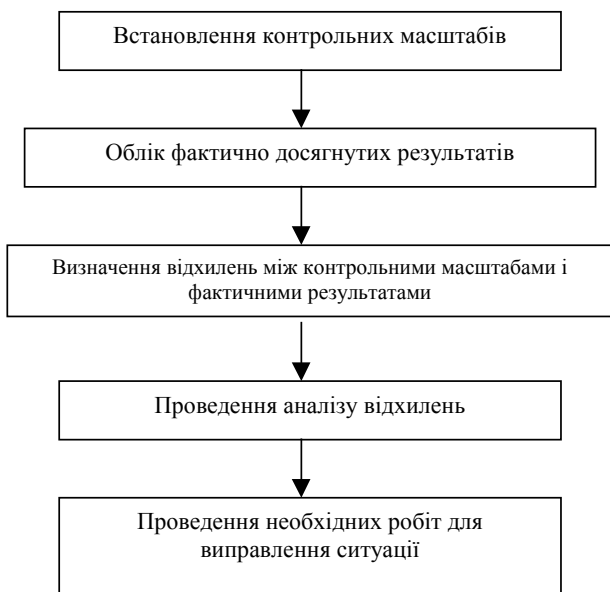 Встановлення контрольних масштабів
Облік фактично досягнутих результатів
Визначення відхилень між контрольними масштабами і
фактичними результатами
Проведення аналізу відхилень
Проведення необхідних робіт для
виправлення ситуації